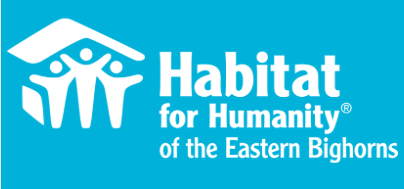 Habitat
for Humanity®
of the Eastern Bighorns